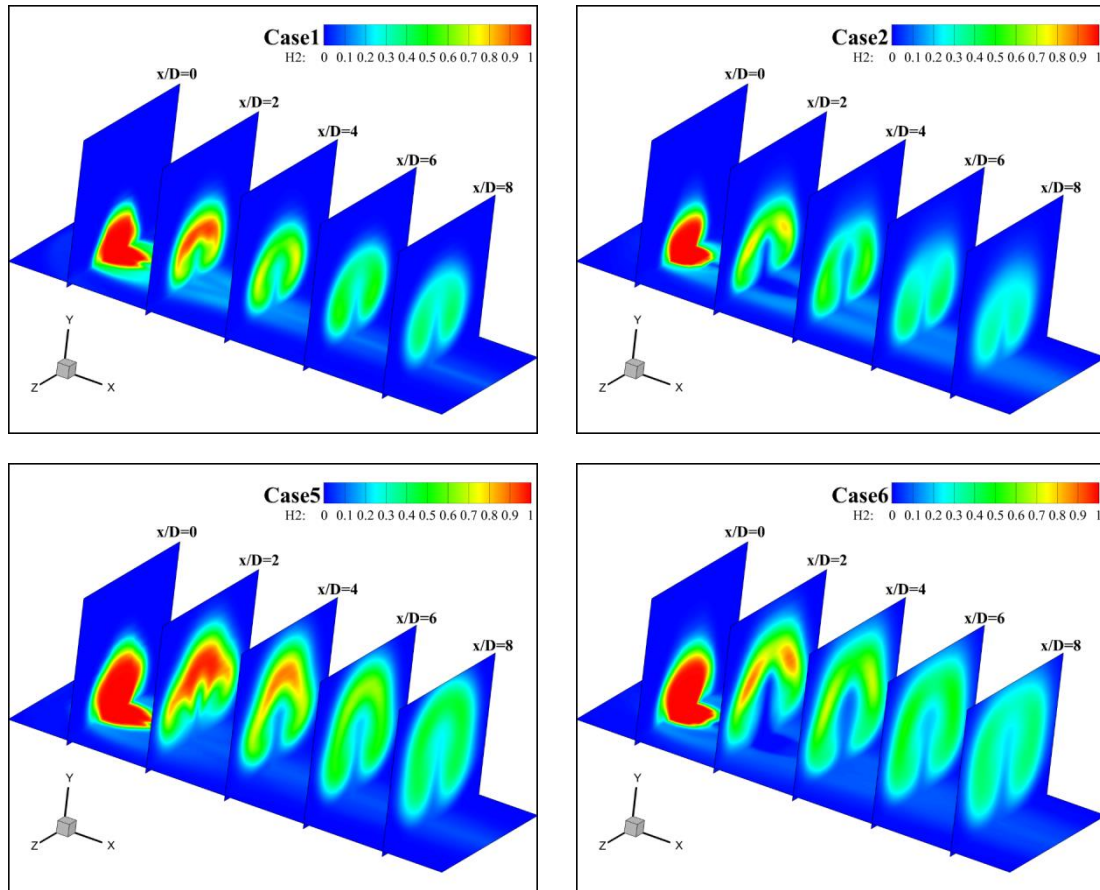 Case1
H2: 0 0.1 0.2 0.3 0.4 0.5 0.6 0.7 0.8 0.9 1
x/D=0
x/D=2
x/D=4
x/D=6
x/D=8
Y
Z
X
Case2
H2: 0 0.1 0.2 0.3 0.4 0.5 0.6 0.7 0.8 0.9 1
x/D=0
x/D=2
x/D=4
x/D=6
x/D=8
Y
Z
X
Case5
H2: 0 0.1 0.2 0.3 0.4 0.5 0.6 0.7 0.8 0.9 1
x/D=0
x/D=2
x/D=4
x/D=6
x/D=8
Y
Z
X
Case6
H2: 0 0.1 0.2 0.3 0.4 0.5 0.6 0.7 0.8 0.9 1
x/D=0
x/D=2
x/D=4
x/D=6
x/D=8
Y
Z
X